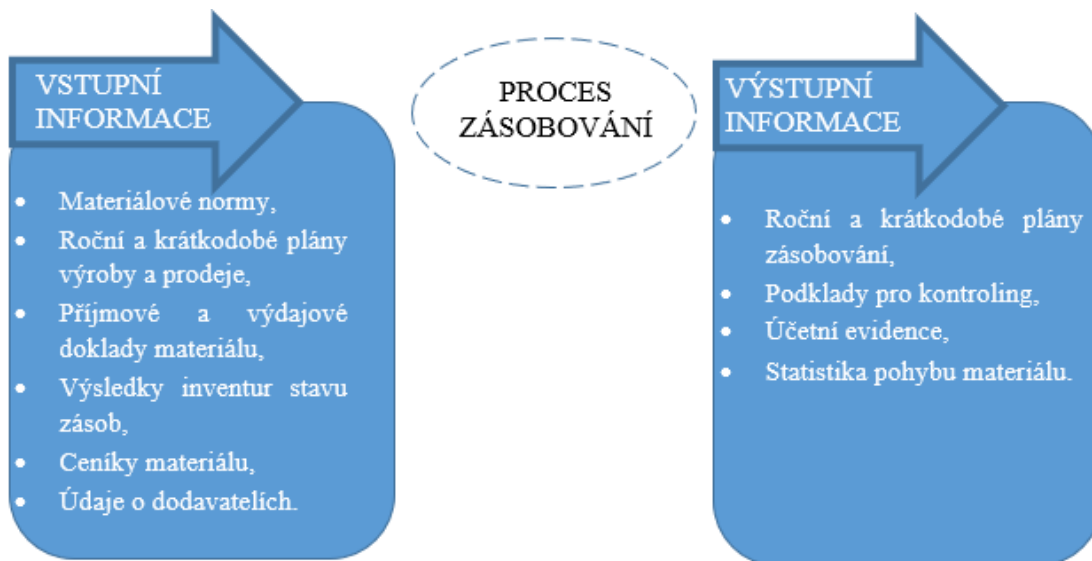 VSTUPNÍ
INFORMACE
• Materiálové normy,
• Roční a krátkodobé plány
výroby a prodeje,
• Příjmové a výdajové
doklady materiálu,
• Výsledky inventur stavu
zásob,
• Ceníky materiálu,
• Údaje o dodavatelích.
PROCES
ZÁSOBOVÁNÍ
VÝSTUPNÍ
INFORMACE
• Roční a krátkodobé plány
zásobování,
• Podklady pro kontroling,
• Účetní evidence,
• Statistika pohybu materiálu.